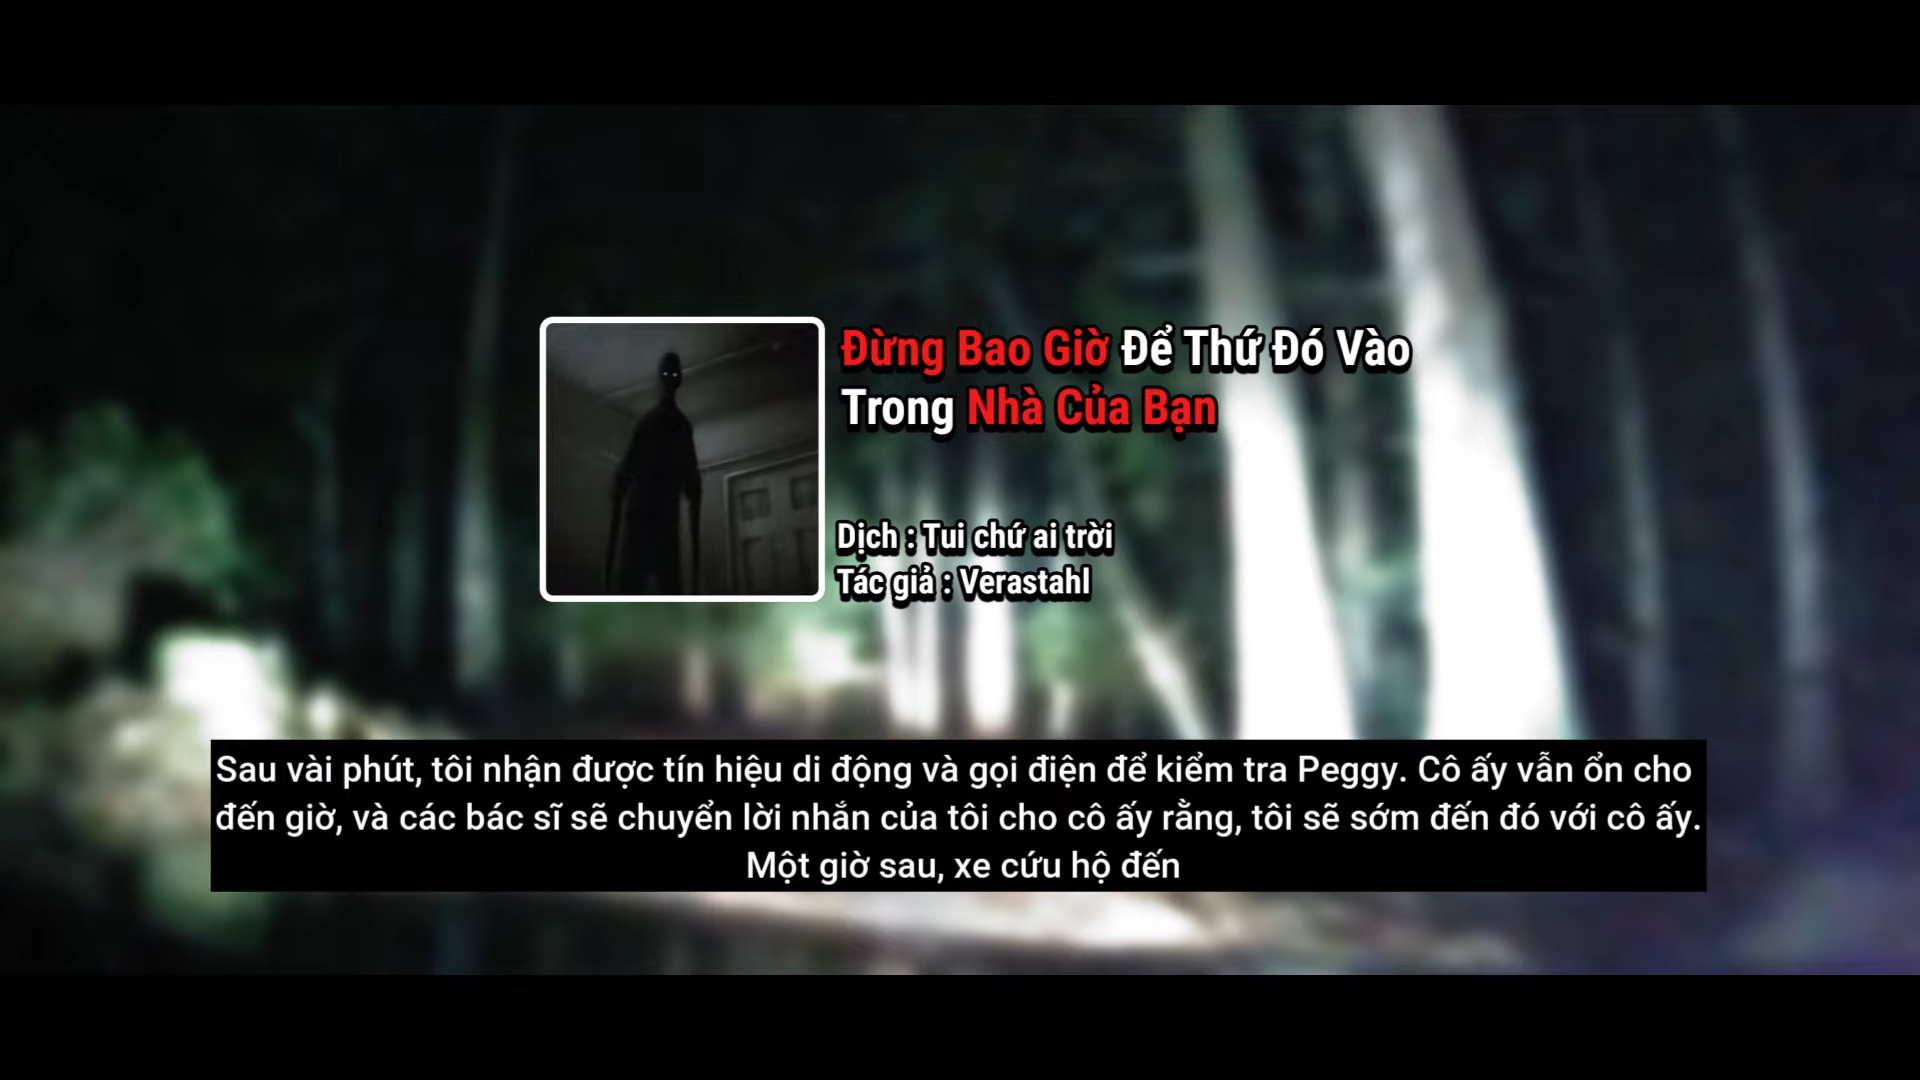 Đừng Bao Giờ Để Thứ Đó Vào
Trong Nhà Của Bạn
Dịch : Tui chứ ai trời
Tác giả : Verastahl
Sau vài phút, tôi nhận được tín hiệu di động và gọi điện để kiểm tra Peggy. Cô ấy vẫn ổn cho
đến giờ, và các bác sĩ sẽ chuyển lời nhắn của tôi cho cô ấy rằng, tôi sẽ sớm đến đó với cô ấy.
Một giờ sau, xe cứu hộ đến